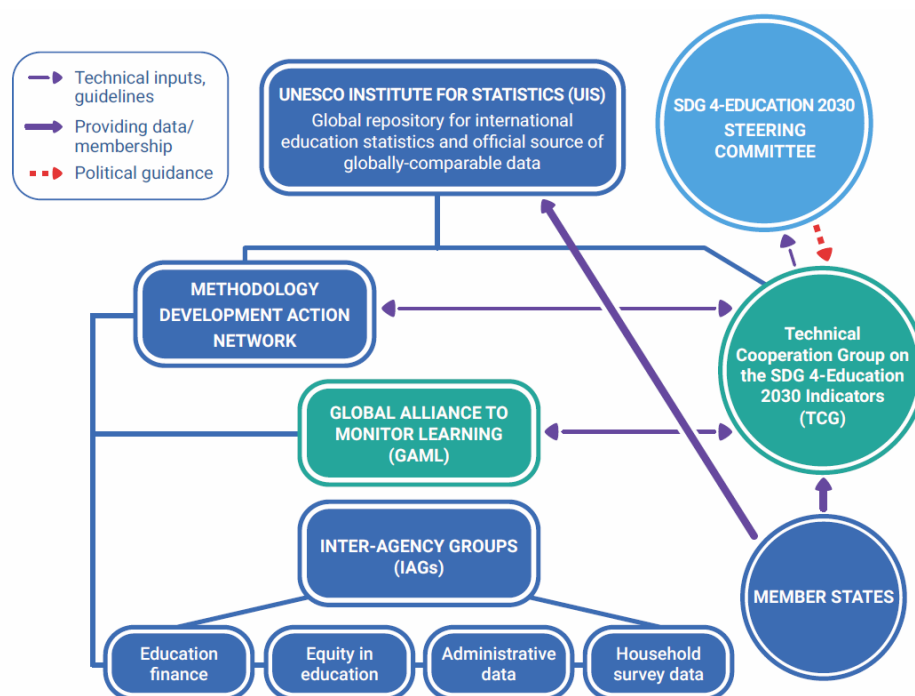 Technical inputs,
guidelines
Providing data/
membership
Political guidance
UNESCO INSTITUTE FOR STATISTICS (UIS)
Global repository for international
education statistics and official source of
globally-comparable data
SDG 4-EDUCATION 2030
STEERING
COMMITTEE
METHODOLOGY
DEVELOPMENT ACTION
NETWORK
Technical
Cooperation Group on
the SDG 4-Education
2030 Indicators
(TCG)
GLOBAL ALLIANCE TO
MONITOR LEARNING
(GAML)
INTER-AGENCY GROUPS
(IAGs)
MEMBER STATES
Education
finance
Equity in
education
Administrative
data
Household
survey data